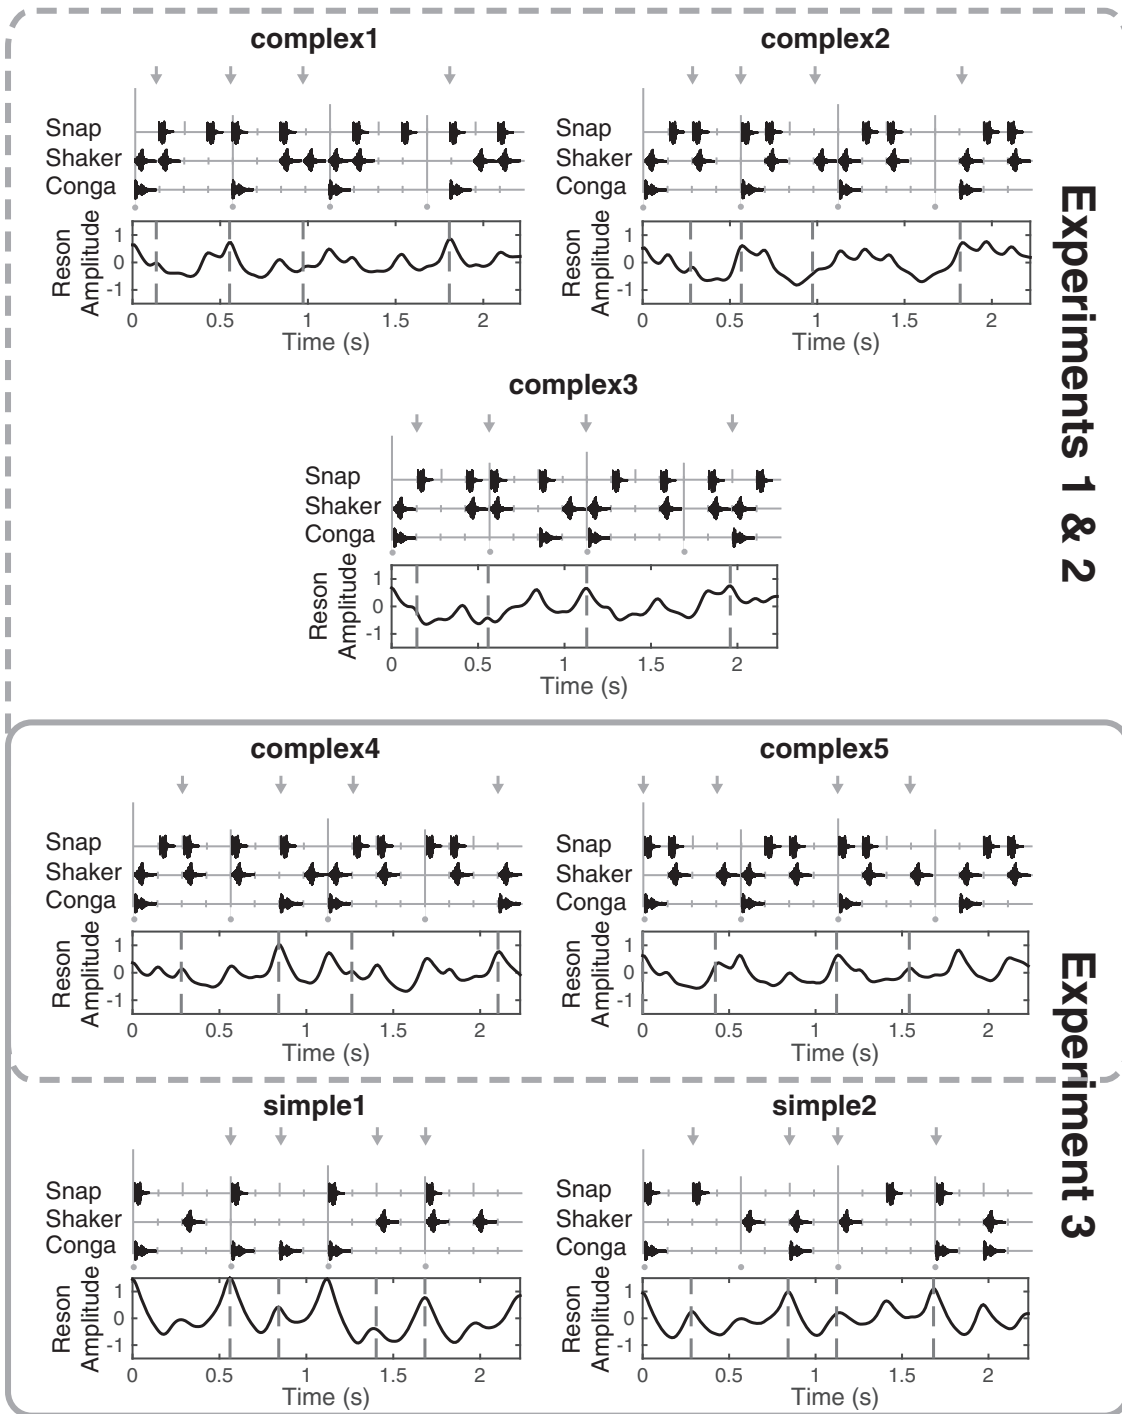 complex1
Snap
Shaker
Conga
Reson
Amplitude
1
0
-1
0 0.5 1 1.5 2
Time (s)
complex2
Snap
Shaker
Conga
Reson
Amplitude
1
0
-1
0 0.5 1 1.5 2
Time (s)
complex3
Snap
Shaker
Conga
Reson
Amplitude
1
0
-1
0 0.5 1 1.5 2
Time (s)
Experiments 1 & 2
complex4
Snap
Shaker
Conga
Reson
Amplitude
1
0
-1
0 0.5 1 1.5 2
Time (s)
complex5
Snap
Shaker
Conga
Reson
Amplitude
1
0
-1
0 0.5 1 1.5 2
Time (s)
simple1
Snap
Shaker
Conga
Reson
Amplitude
1
0
-1
0 0.5 1 1.5 2
Time (s)
simple2
Snap
Shaker
Conga
Reson
Amplitude
1
0
-1
0 0.5 1 1.5 2
Time (s)
Experiment 3